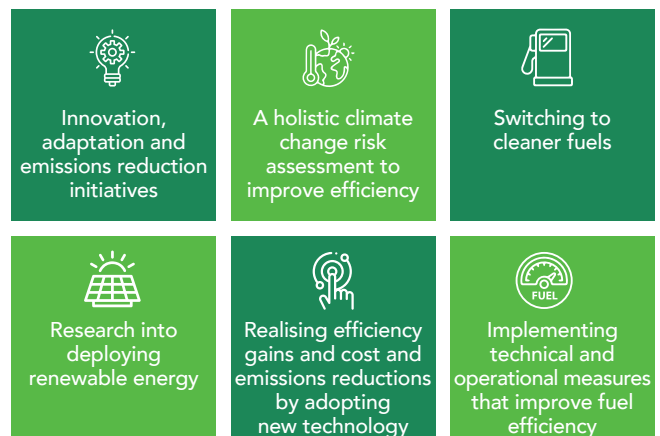 Innovation,
adaptation and
emissions reduction
initiatives
A holistic climate
change risk
assessment to
improve efficiency
Switching to
cleaner fuels
Research into
deploying
renewable energy
Realising efficiency
gains and cost and
emissions reductions
by adopting
new technology
FUEL
Implementing
technical and
operational measures
that improve fuel
efficiency